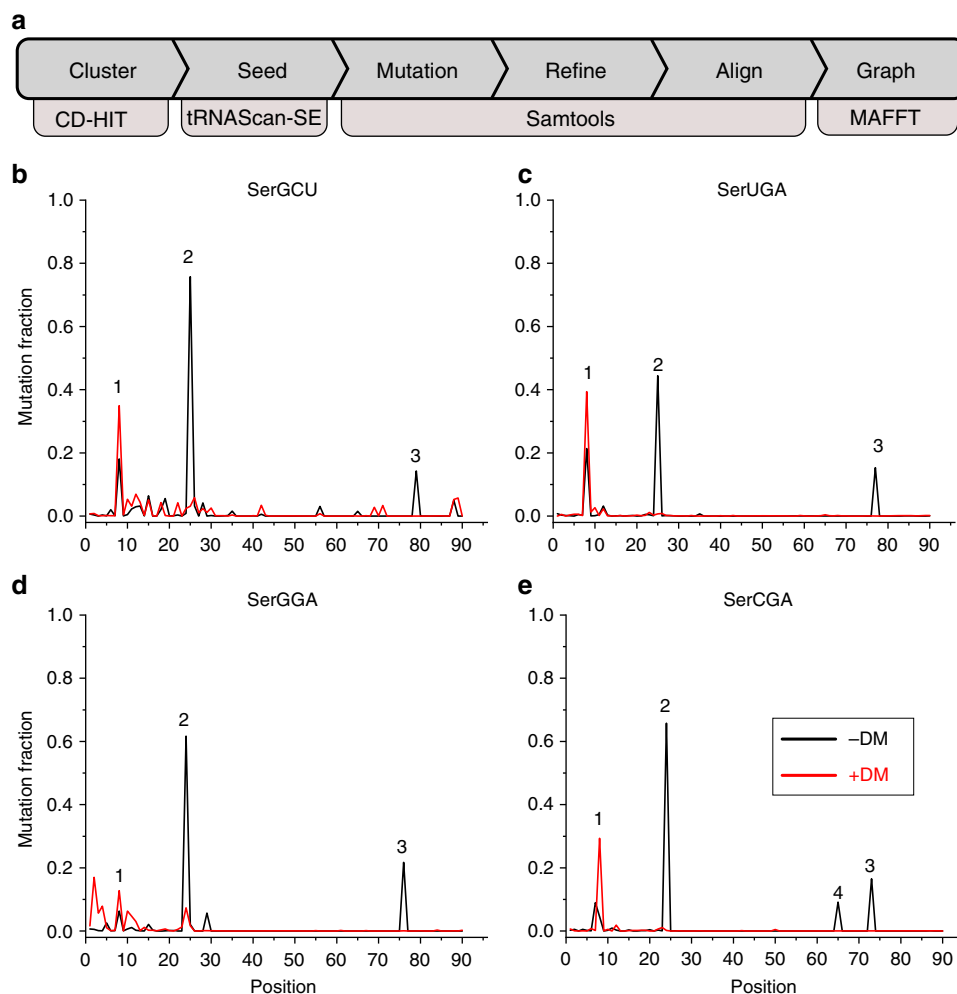 a
Cluster Seed Mutation Refine Align Graph
CD-HIT tRNAScan-SE Samtools MAFFT
b
SerGCU
1.0
0.8
0.6
0.4
0.2
0.0
Mutation fraction
1
2
3
0 10 20 30 40 50 60 70 80 90
c
SerUGA
1.0
0.8
0.6
0.4
0.2
0.0
1
2
3
0 10 20 30 40 50 60 70 80 90
d
SerGGA
1.0
0.8
0.6
0.4
0.2
0.0
Mutation fraction
1
2
3
0 10 20 30 40 50 60 70 80 90
Position
e
SerCGA
1.0
0.8
0.6
0.4
0.2
0.0
1
2
4
3
–DM
+DM
0 10 20 30 40 50 60 70 80 90
Position